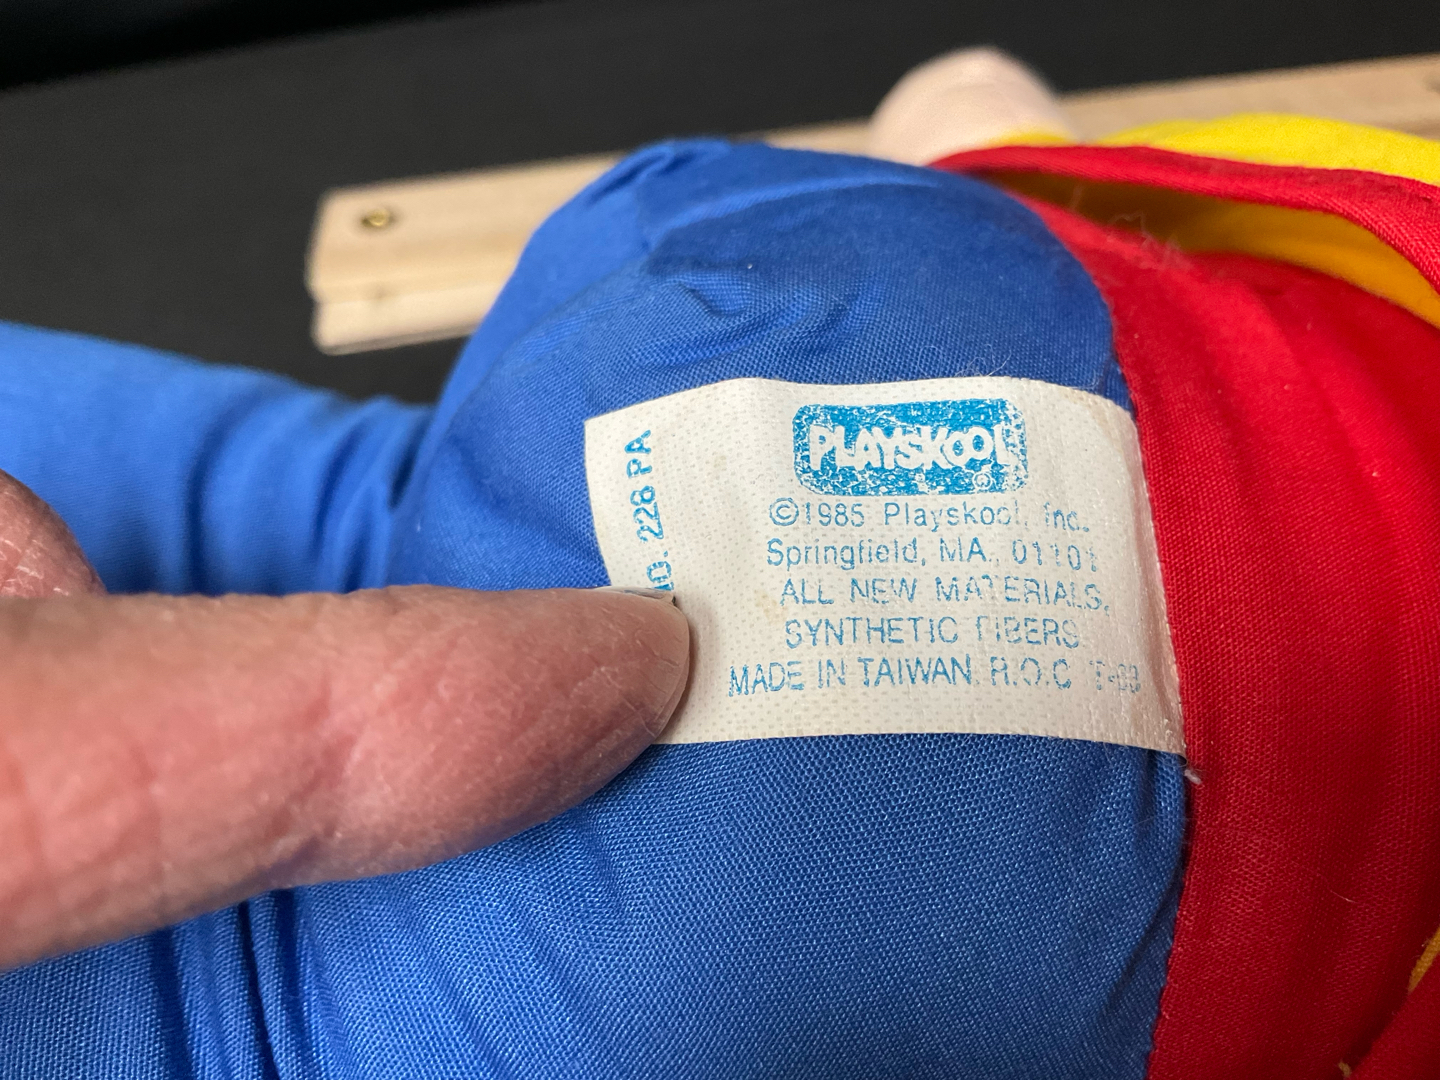 PLAYSKOOL®
©1985 Playskool, Inc.
Springfield, MA. 01101
ALL NEW MATERIALS,
SYNTHETIC FIBERS
MADE IN TAIWAN R.O.C
228 PA